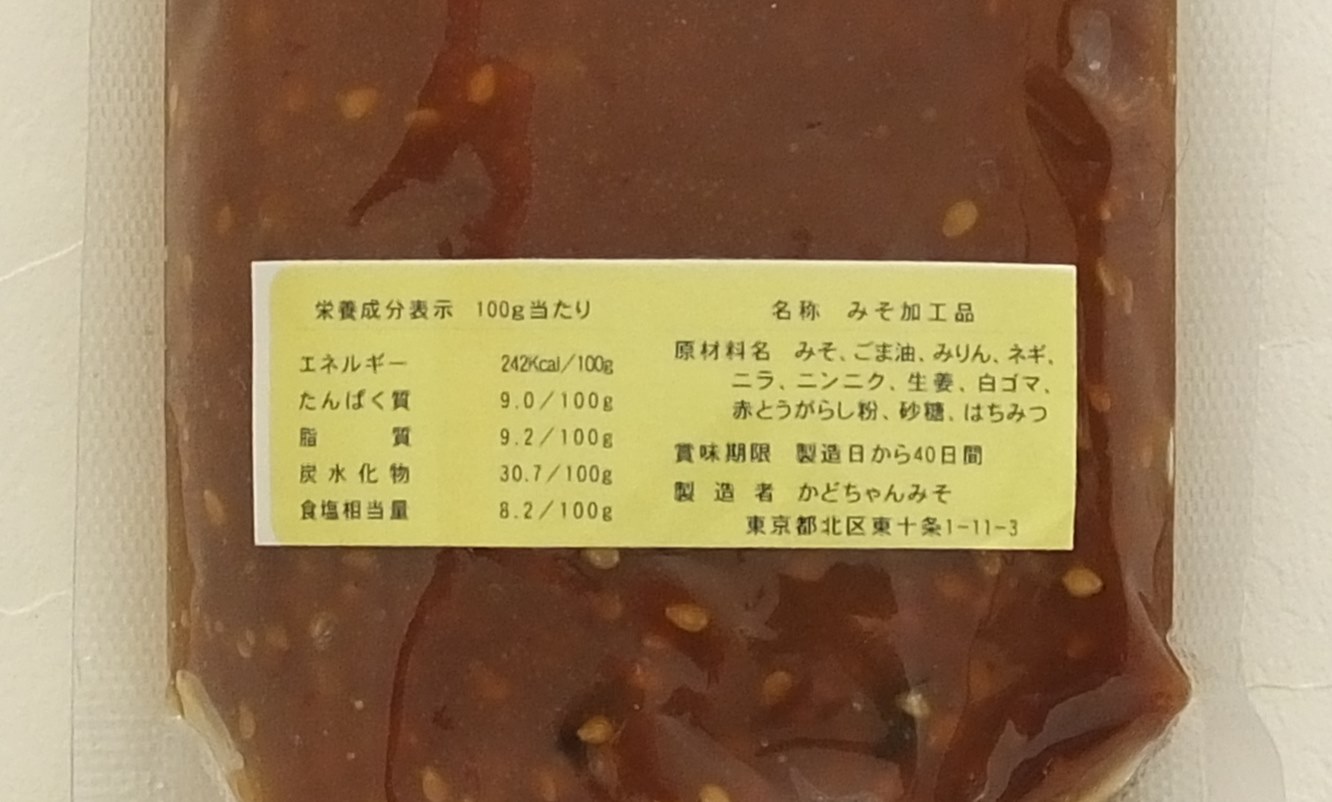 栄養成分表示 100g当たり
エネルギー 242Kcal/100g
たんぱく質 9.0/100g
脂質 9.2/100g
炭水化物 30.7/100g
食塩相当量 8.2/100g
名称 みそ加工品
原材料名 みそ、ごま油、みりん、ネギ、
ニラ、ニンニク、生姜、白ゴマ、
赤とうがらし粉、砂糖、はちみつ
賞味期限 製造日から40日間
製造者 かどちゃんみそ
東京都北区東十条1-11-3